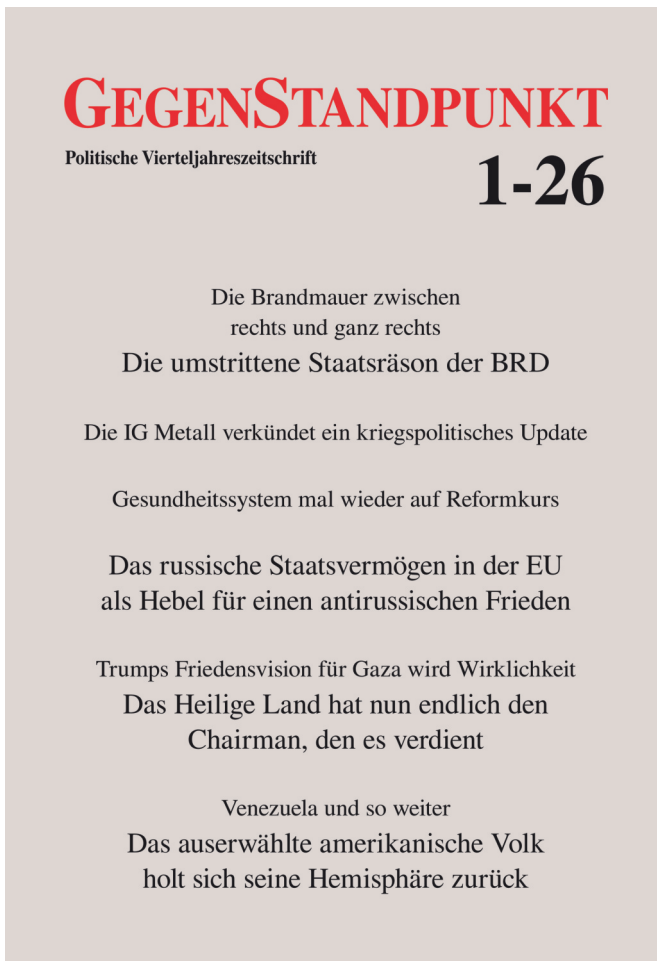 GEGENSTANDPUNKT
Politische Vierteljahreszeitschrift
1-26
Die Brandmauer zwischen
rechts und ganz rechts
Die umstrittene Staatsräson der BRD
Die IG Metall verkündet ein kriegspolitisches Update
Gesundheitssystem mal wieder auf Reformkurs
Das russische Staatsvermögen in der EU
als Hebel für einen antirussischen Frieden
Trumps Friedensvision für Gaza wird Wirklichkeit
Das Heilige Land hat nun endlich den
Chairman, den es verdient
Venezuela und so weiter
Das auserwählte amerikanische Volk
holt sich seine Hemisphäre zurück